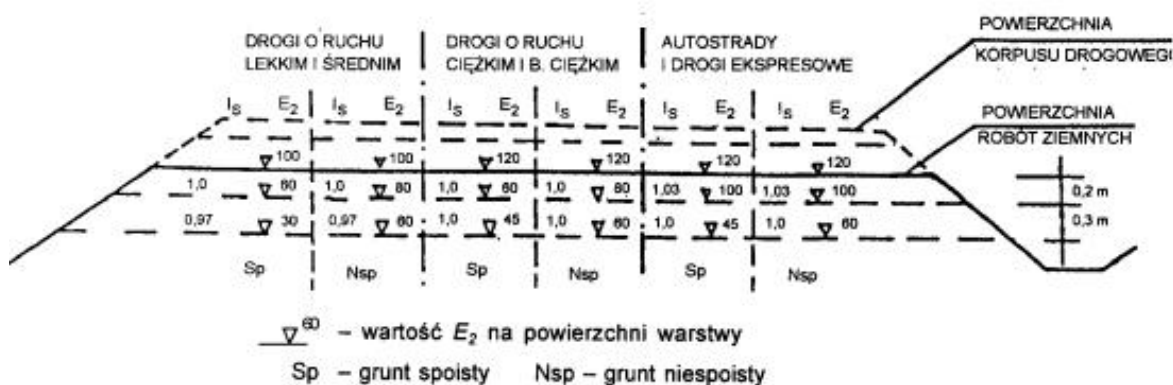 DROGI O RUCHU
LEKKIM I ŚREDNIM
DROGI O RUCHU
CIĘŻKIM I B. CIĘŻKIM
AUTOSTRADY
I DROGI EKSPRESOWE
POWIERZCHNIA
KORPUSU DROGOWEGI
I_S E_2 I_S E_2 I_S E_2 I_S E_2 I_S E_2 I_S E_2
POWIERZCHNIA
ROBÓT ZIEMNYCH
100 100 120 120 120 120
1,0 60 1,0 80 1,0 60 1,0 80 1,03 100 1,03 100 0,2 m
0,97 30 0,97 60 1,0 45 1,0 60 1,0 45 1,0 60 0,3 m
Sp Nsp Sp Nsp Sp Nsp
60 – wartość E_2 na powierzchni warstwy
Sp – grunt spoisty Nsp – grunt niespoisty